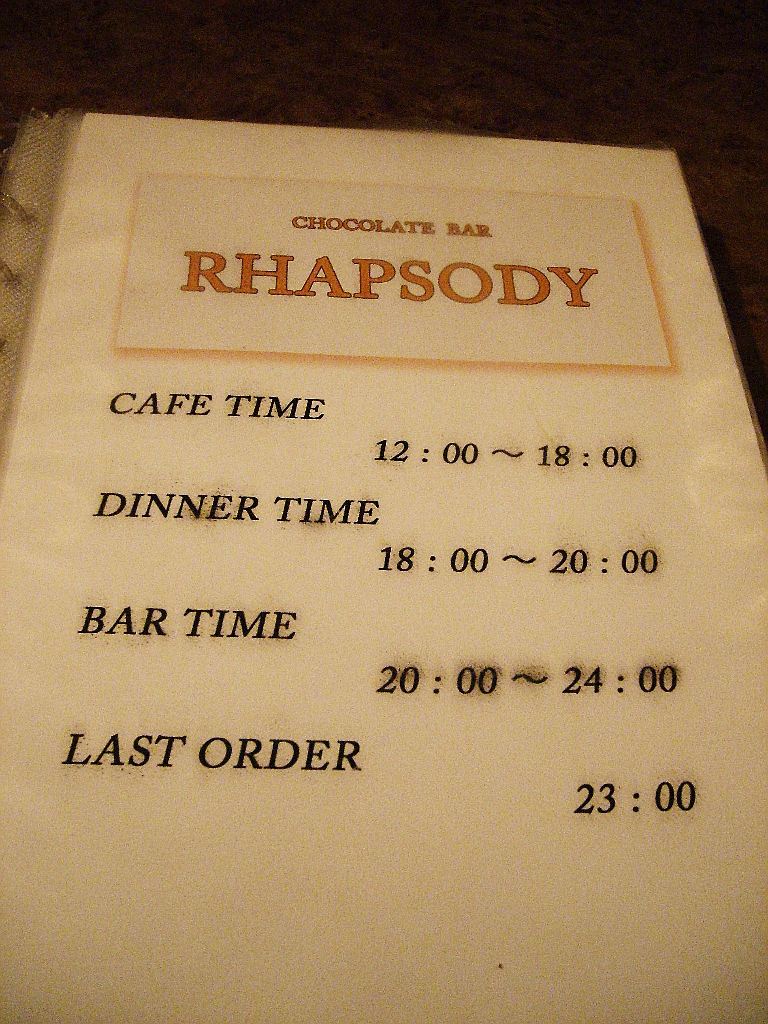 CHOCOLATE BAR
RHAPSODY
CAFE TIME
12 : 00 ～ 18 : 00
DINNER TIME
18 : 00 ～ 20 : 00
BAR TIME
20 : 00 ～ 24 : 00
LAST ORDER
23 : 00